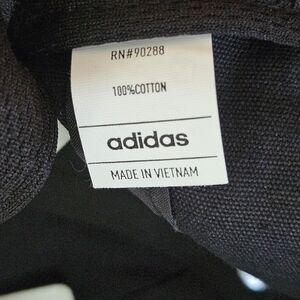 RN#90288
100%COTTON
adidas
MADE IN VIETNAM